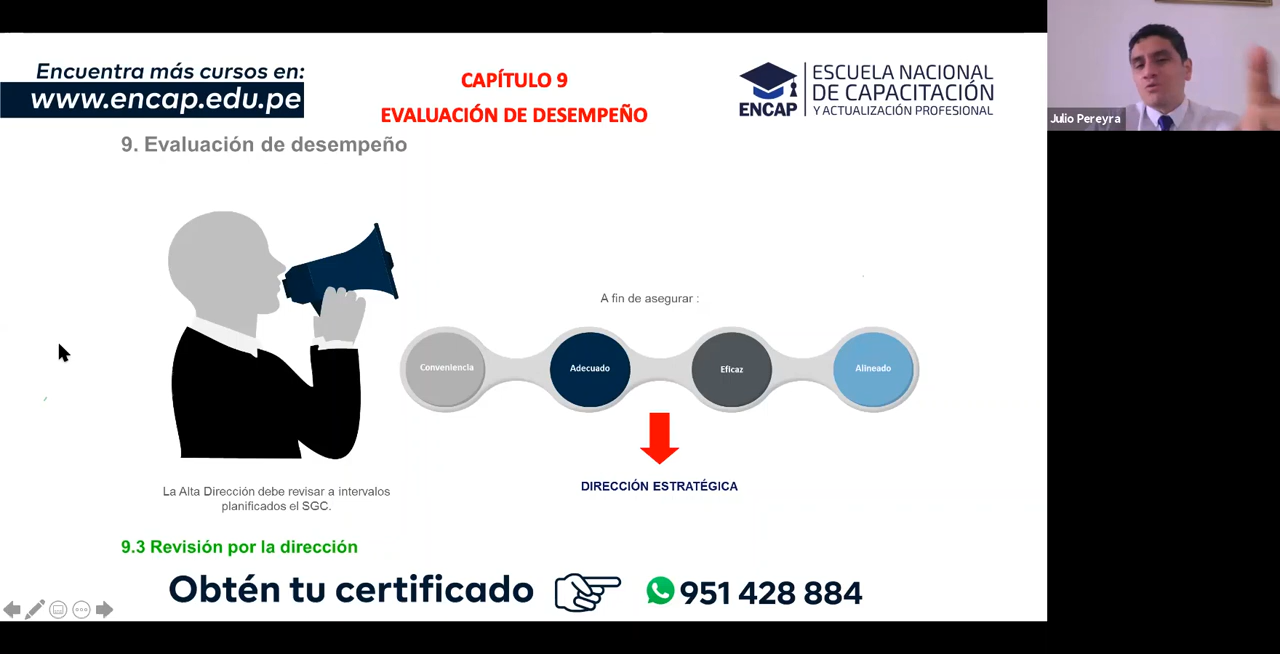 Encuentra más cursos en:
www.encap.edu.pe
CAPÍTULO 9
EVALUACIÓN DE DESEMPEÑO
ENCAP
ESCUELA NACIONAL
DE CAPACITACIÓN
Y ACTUALIZACIÓN PROFESIONAL
Julio Pereyra
9. Evaluación de desempeño
A fin de asegurar :
Conveniencia
Adecuado
Eficaz
Alineado
DIRECCIÓN ESTRATÉGICA
La Alta Dirección debe revisar a intervalos
planificados el SGC.
9.3 Revisión por la dirección
Obtén tu certificado
951 428 884